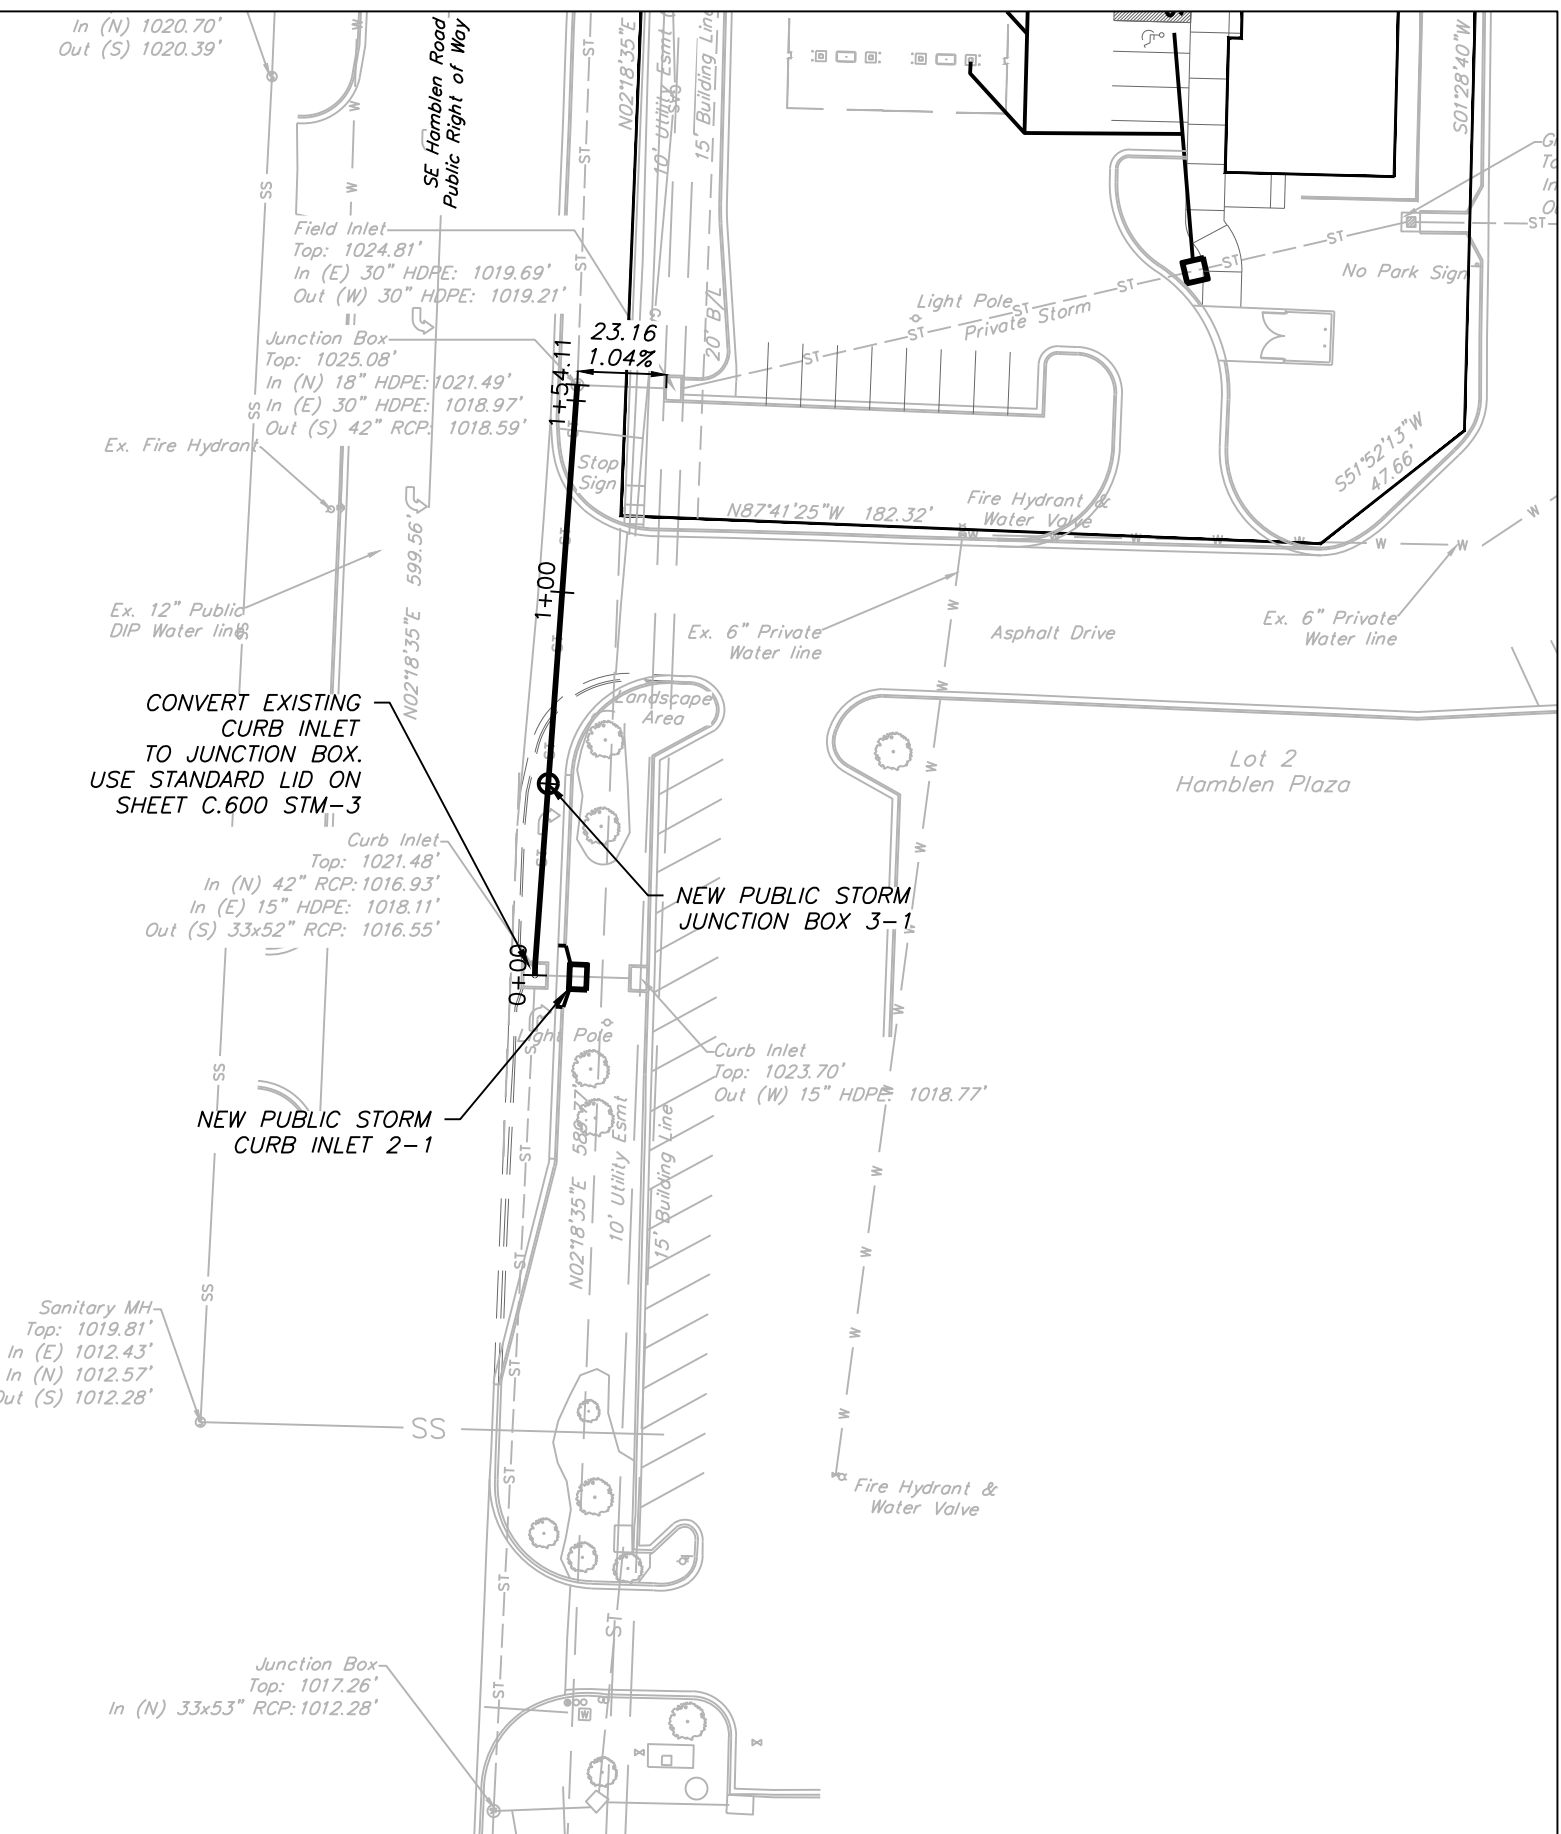 In (N) 1020.70'
Out (S) 1020.39'
SE Hamblen Road
Public Right of Way
N02°18'35"E
10' Utility Esmt
GAS
15' Building Line
S01°28'40"W
Field Inlet
Top: 1024.81'
In (E) 30" HDPE: 1019.69'
Out (W) 30" HDPE: 1019.21'
Junction Box
Top: 1025.08'
In (N) 18" HDPE: 1021.49'
In (E) 30" HDPE: 1018.97'
Out (S) 42" RCP: 1018.59'
23.16
1.04%
1+54.11
20' B/L
Light Pole
Private Storm
No Park Sign
Ex. Fire Hydrant
Stop
Sign
N87°41'25"W 182.32'
Fire Hydrant &
Water Valve
S51°52'13"W
47.66'
N02°18'35"E 599.56'
1+00
Ex. 12" Public
DIP Water line
Ex. 6" Private
Water line
Asphalt Drive
Ex. 6" Private
Water line
CONVERT EXISTING
CURB INLET
TO JUNCTION BOX.
USE STANDARD LID ON
SHEET C.600 STM-3
Landscape
Area
Lot 2
Hamblen Plaza
Curb Inlet
Top: 1021.48'
In (N) 42" RCP: 1016.93'
In (E) 15" HDPE: 1018.11'
Out (S) 33x52" RCP: 1016.55'
NEW PUBLIC STORM
JUNCTION BOX 3-1
0+00
Light Pole
Curb Inlet
Top: 1023.70'
Out (W) 15" HDPE: 1018.77'
NEW PUBLIC STORM
CURB INLET 2-1
N02°18'35"E
10' Utility Esmt
15' Building Line
Sanitary MH
Top: 1019.81'
In (E) 1012.43'
In (N) 1012.57'
Out (S) 1012.28'
SS
Fire Hydrant &
Water Valve
ST
Junction Box
Top: 1017.26'
In (N) 33x53" RCP: 1012.28'